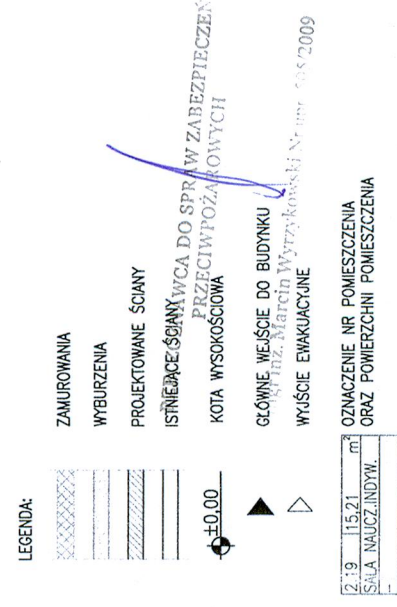 LEGENDA:
ZAMUROWANIA
WYBURZENIA
PROJEKTOWANE ŚCIANY
ISTNIEJĄCE ŚCIANY
±0,00 KOTA WYSOKOŚCIOWA
GŁÓWNE WEJŚCIE DO BUDYNKU
WYJŚCIE EWAKUACYJNE
2.19 15,21 m²
SALA NAUCZ.INDYW.
-
OZNACZENIE NR POMIESZCZENIA
ORAZ POWIERZCHNI POMIESZCZENIA
DO SPRAW ZABEZPIECZEŃ
PRZECIWPOŻAROWYCH
inż. Marcin Wyrzykowski Nr upr. /2009